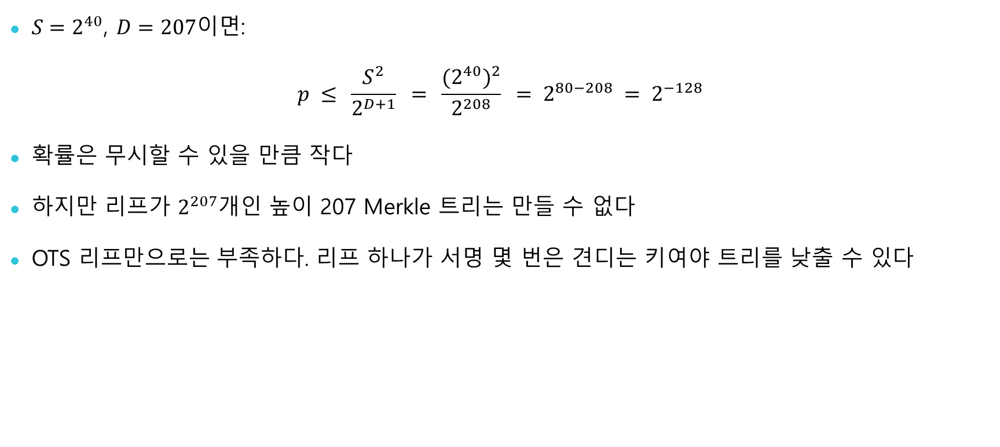 • S = 2^40, D = 207이면:
p ≤ S^2 / 2^(D+1) = (2^40)^2 / 2^208 = 2^(80−208) = 2^(−128)
• 확률은 무시할 수 있을 만큼 작다
• 하지만 리프가 2^207개인 높이 207 Merkle 트리는 만들 수 없다
• OTS 리프만으로는 부족하다. 리프 하나가 서명 몇 번은 견디는 키여야 트리를 낮출 수 있다